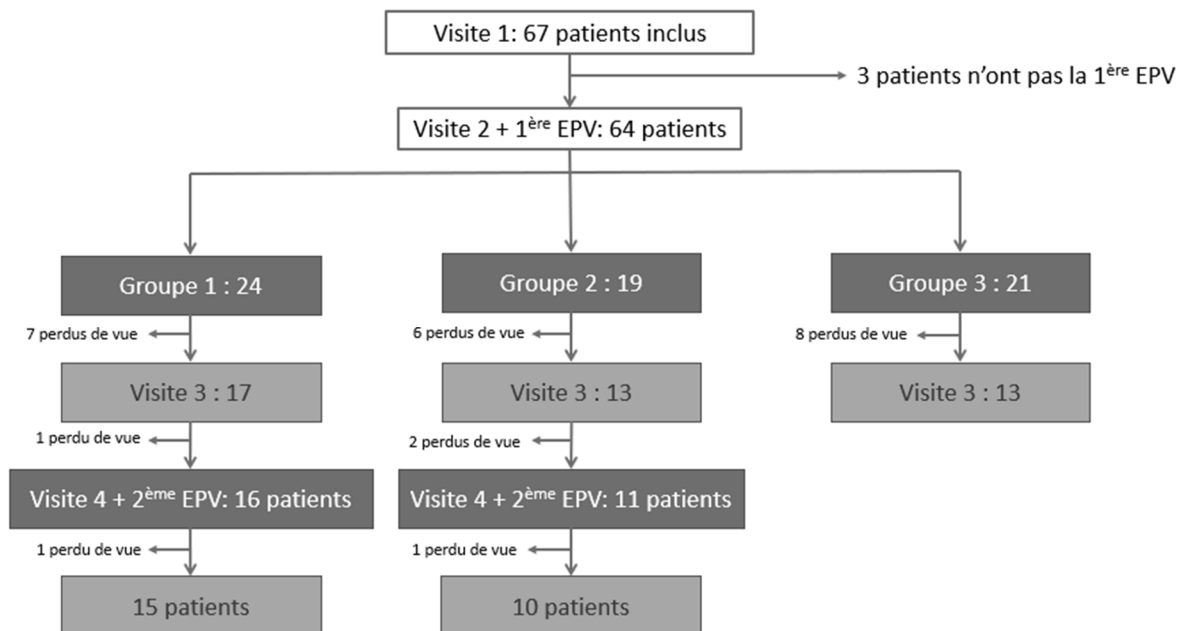 Visite 1: 67 patients inclus
3 patients n'ont pas la 1ère EPV
Visite 2 + 1ère EPV: 64 patients
Groupe 1 : 24
Groupe 2 : 19
Groupe 3 : 21
7 perdus de vue
6 perdus de vue
8 perdus de vue
Visite 3 : 17
Visite 3 : 13
Visite 3 : 13
1 perdu de vue
2 perdus de vue
Visite 4 + 2ème EPV: 16 patients
Visite 4 + 2ème EPV: 11 patients
1 perdu de vue
1 perdu de vue
15 patients
10 patients